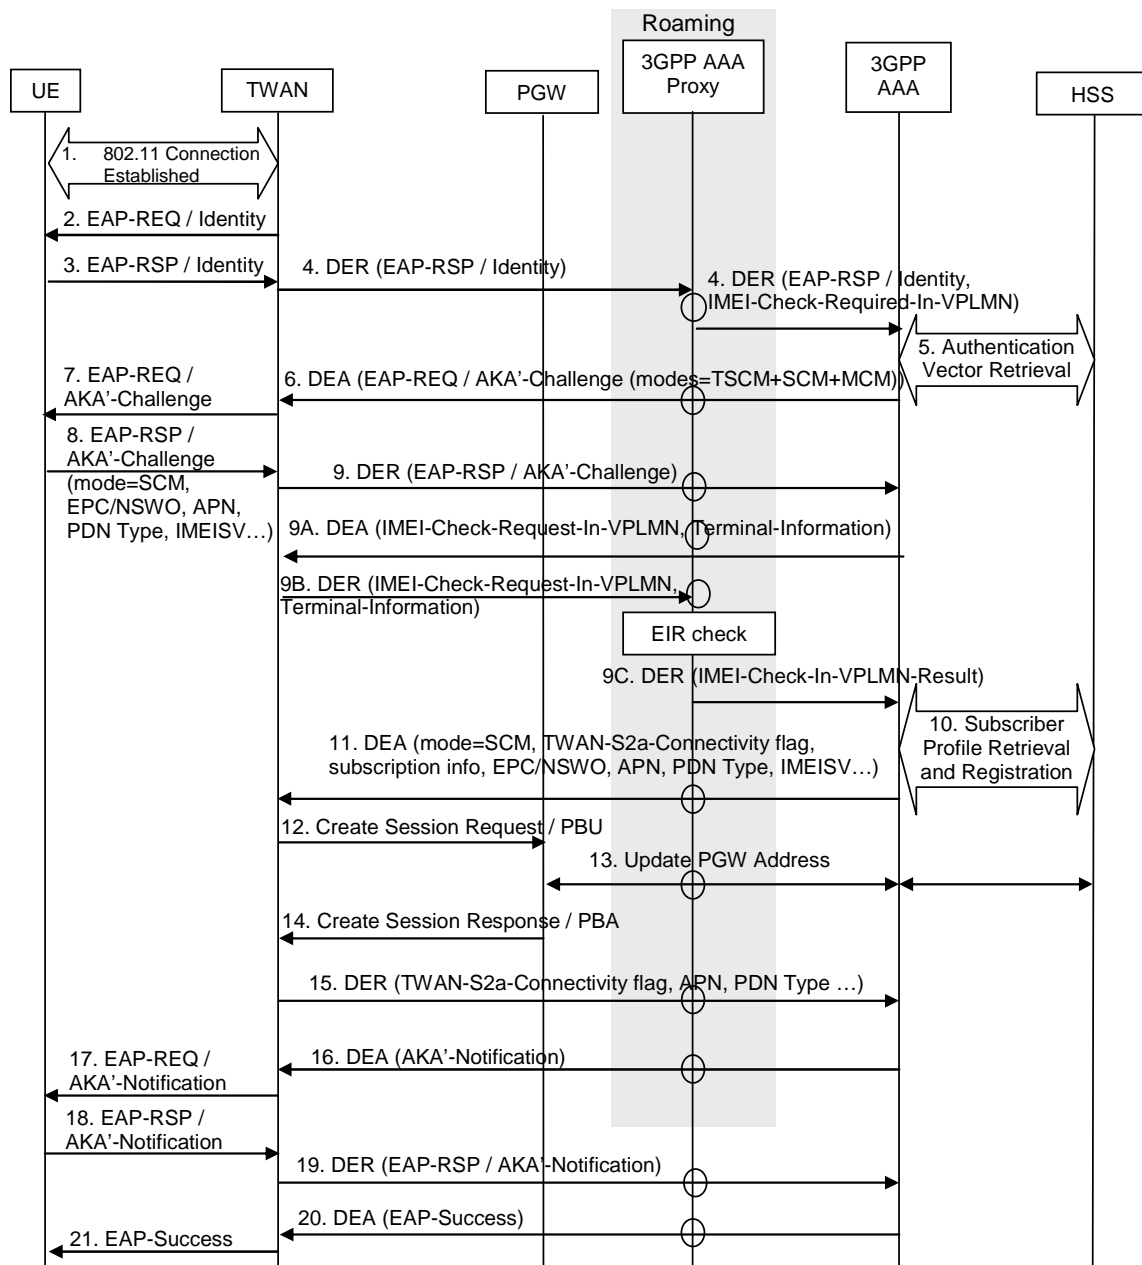 Roaming
UE
TWAN
PGW
3GPP AAA
Proxy
3GPP
AAA
HSS
1. 802.11 Connection
Established
2. EAP-REQ / Identity
3. EAP-RSP / Identity
4. DER (EAP-RSP / Identity)
4. DER (EAP-RSP / Identity,
IMEI-Check-Required-In-VPLMN)
5. Authentication
Vector Retrieval
6. DEA (EAP-REQ / AKA’-Challenge (modes=TSCM+SCM+MCM))
7. EAP-REQ /
AKA’-Challenge
8. EAP-RSP /
AKA’-Challenge
(mode=SCM,
EPC/NSWO, APN,
PDN Type, IMEISV…)
9. DER (EAP-RSP / AKA’-Challenge)
9A. DEA (IMEI-Check-Request-In-VPLMN, Terminal-Information)
9B. DER (IMEI-Check-Request-In-VPLMN,
Terminal-Information)
EIR check
9C. DER (IMEI-Check-In-VPLMN-Result)
10. Subscriber
Profile Retrieval
and Registration
11. DEA (mode=SCM, TWAN-S2a-Connectivity flag,
subscription info, EPC/NSWO, APN, PDN Type, IMEISV…)
12. Create Session Request / PBU
13. Update PGW Address
14. Create Session Response / PBA
15. DER (TWAN-S2a-Connectivity flag, APN, PDN Type …)
16. DEA (AKA’-Notification)
17. EAP-REQ /
AKA’-Notification
18. EAP-RSP /
AKA’-Notification
19. DER (EAP-RSP / AKA’-Notification)
20. DEA (EAP-Success)
21. EAP-Success